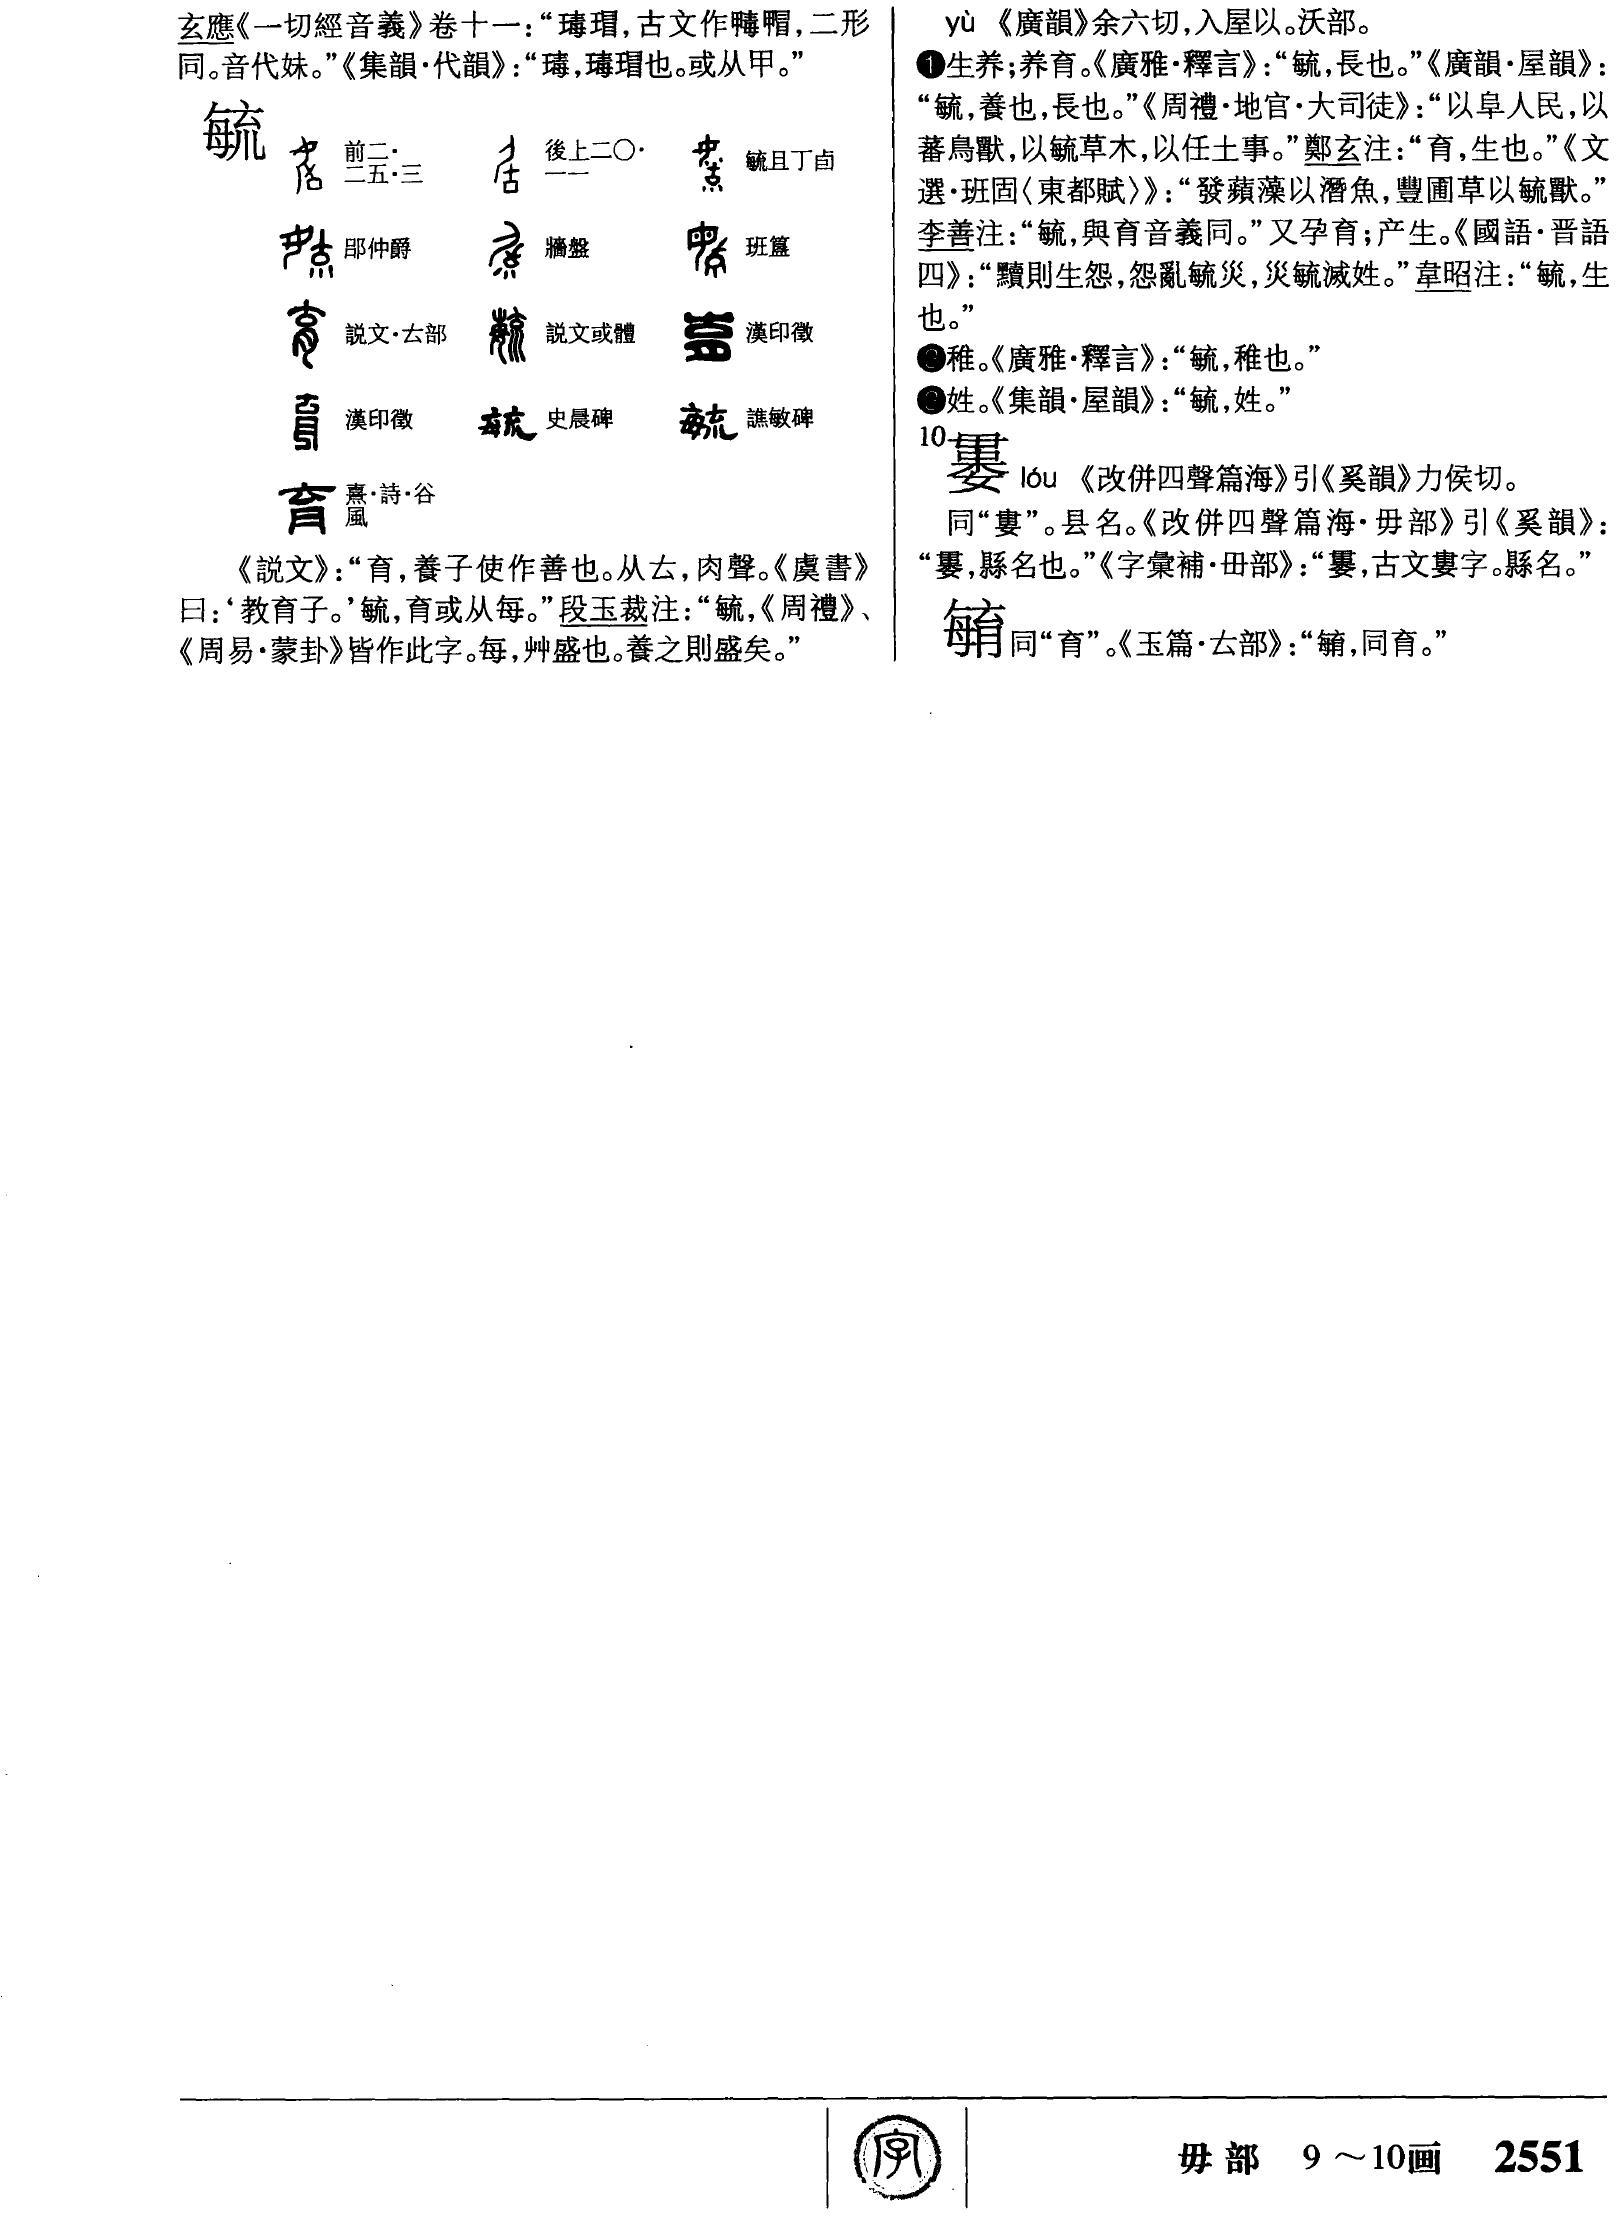 玄應《一切經音義》卷十一：“瑇瑁，古文作𤲵𤲰，二形
同。音代妹。”《集韻·代韻》：“瑇，瑇瑁也。或从甲。”
毓
前二·二五·三 後上二〇·一一 毓且丁卣
郘仲爵 牆盤 班簋
説文·𠫓部 説文或體 漢印徵
漢印徵 史晨碑 譙敏碑
熹·詩·谷風
《説文》：“育，養子使作善也。从𠫓，肉聲。《虞書》
曰：‘教育子。’毓，育或从每。”段玉裁注：“毓，《周禮》、
《周易·蒙卦》皆作此字。每，艸盛也。養之則盛矣。”
yù 《廣韻》余六切，入屋以。沃部。
❶生养；养育。《廣雅·釋言》：“毓，長也。”《廣韻·屋韻》：
“毓，養也，長也。”《周禮·地官·大司徒》：“以阜人民，以
蕃鳥獸，以毓草木，以任土事。”鄭玄注：“育，生也。”《文
選·班固〈東都賦〉》：“發蘋藻以潛魚，豐圃草以毓獸。”
李善注：“毓，與育音義同。”又孕育；产生。《國語·晋語
四》：“黷則生怨，怨亂毓災，災毓滅姓。”韋昭注：“毓，生
也。”
❷稚。《廣雅·釋言》：“毓，稚也。”
❸姓。《集韻·屋韻》：“毓，姓。”
10
lóu 《改併四聲篇海》引《奚韻》力侯切。
同“婁”。县名。《改併四聲篇海·毋部》引《奚韻》：
“，縣名也。”《字彙補·毌部》：“，古文婁字。縣名。”
同“育”。《玉篇·𠫓部》：“，同育。”
字
毋部 9～10画 2551